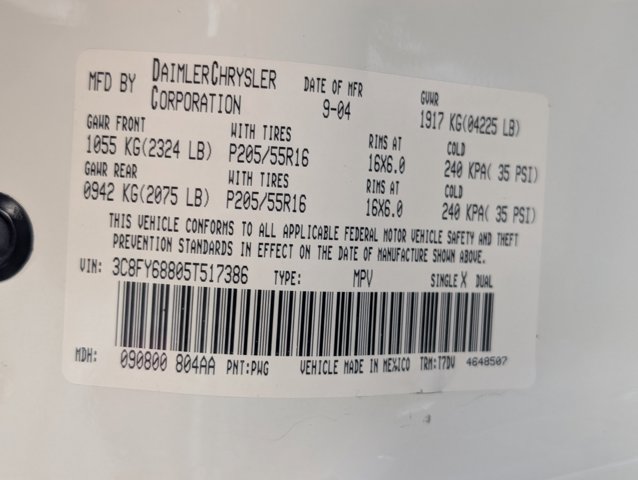 MFD BY DAIMLERCHRYSLER CORPORATION DATE OF MFR 9-04 GVWR 1917 KG(04225 LB)
GAWR FRONT WITH TIRES RIMS AT COLD
1055 KG(2324 LB) P205/55R16 16X6.0 240 KPA( 35 PSI)
GAWR REAR WITH TIRES RIMS AT COLD
0942 KG(2075 LB) P205/55R16 16X6.0 240 KPA( 35 PSI)
THIS VEHICLE CONFORMS TO ALL APPLICABLE FEDERAL MOTOR VEHICLE SAFETY AND THEFT
PREVENTION STANDARDS IN EFFECT ON THE DATE OF MANUFACTURE SHOWN ABOVE.
VIN: 3C8FY68805T517386 TYPE: MPV SINGLE X DUAL
MDH: 090800 804AA PNT:PWG VEHICLE MADE IN MEXICO TRM:T7DV 4648507